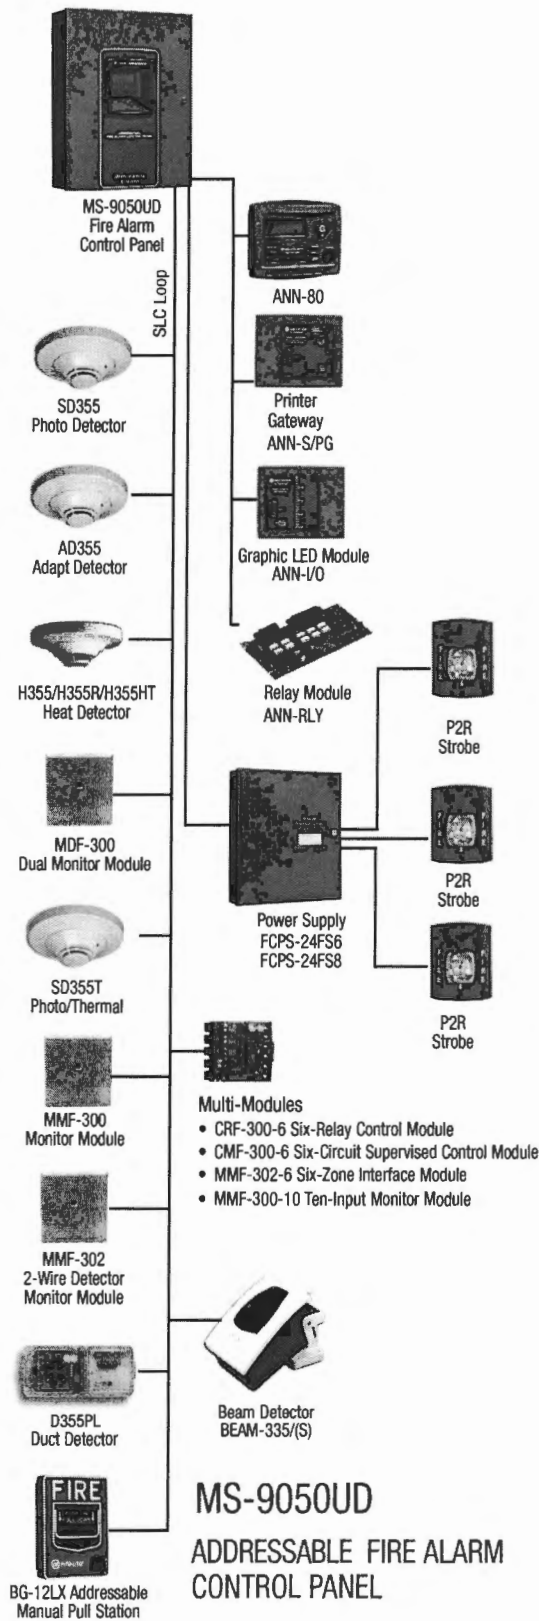 MS-9050UD
Fire Alarm
Control Panel
SLC Loop
ANN-80
SD355
Photo Detector
Printer
Gateway
ANN-S/PG
AD355
Adapt Detector
Graphic LED Module
ANN-I/O
H355/H355R/H355HT
Heat Detector
Relay Module
ANN-RLY
P2R
Strobe
MDF-300
Dual Monitor Module
P2R
Strobe
Power Supply
FCPS-24FS6
FCPS-24FS8
SD355T
Photo/Thermal
P2R
Strobe
MMF-300
Monitor Module
Multi-Modules
• CRF-300-6 Six-Relay Control Module
• CMF-300-6 Six-Circuit Supervised Control Module
• MMF-302-6 Six-Zone Interface Module
• MMF-300-10 Ten-Input Monitor Module
MMF-302
2-Wire Detector
Monitor Module
D355PL
Duct Detector
Beam Detector
BEAM-335/(S)
FIRE
BG-12LX Addressable
Manual Pull Station
MS-9050UD
ADDRESSABLE FIRE ALARM
CONTROL PANEL